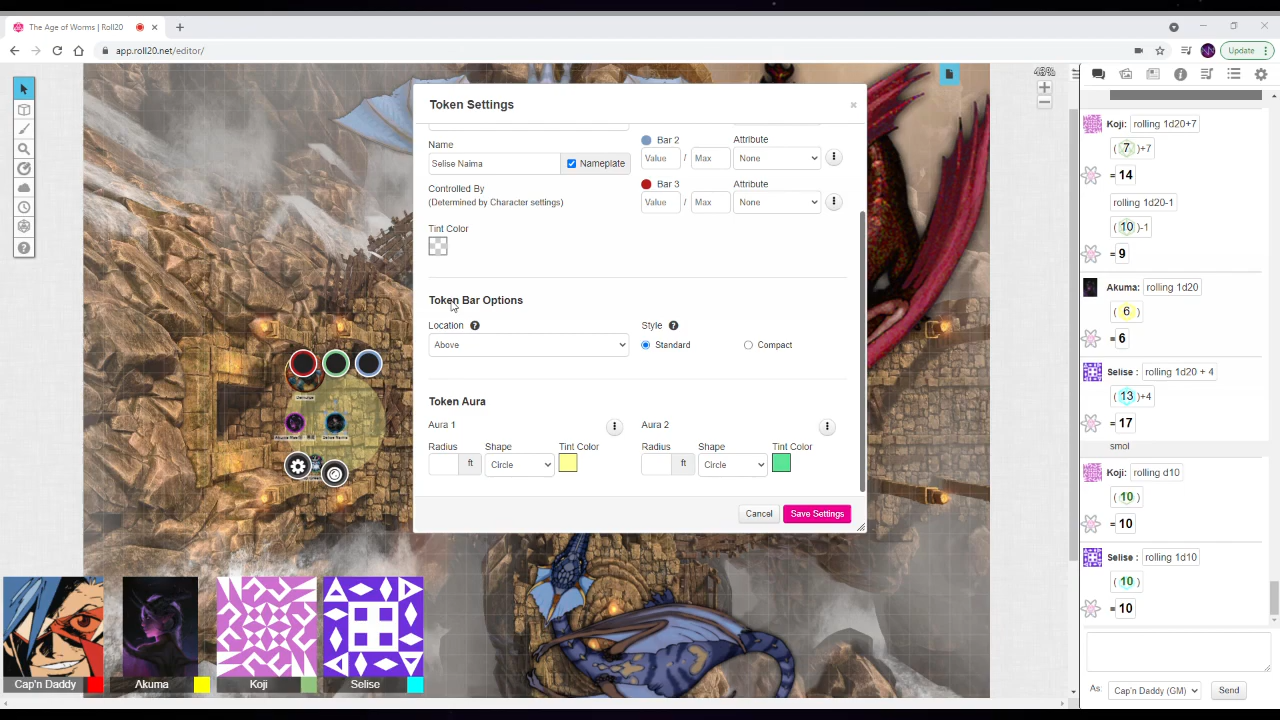 The Age of Worms | Roll20
app.roll20.net/editor/
Update
Token Settings
Name
Selise Naima
Nameplate
Controlled By
(Determined by Character settings)
Tint Color
Bar 2
Attribute
Value / Max
None
Bar 3
Attribute
Value / Max
None
Token Bar Options
Location
Above
Style
Standard
Compact
Token Aura
Aura 1
Radius
Shape
Tint Color
ft
Circle
Aura 2
Radius
Shape
Tint Color
ft
Circle
Cancel
Save Settings
Selise Naima
Cap'n Daddy
Akuma
Koji
Selise
Koji: rolling 1d20+7
(7)+7
= 14
rolling 1d20-1
(10)-1
= 9
Akuma: rolling 1d20
(6)
= 6
Selise : rolling 1d20 + 4
(13)+4
= 17
smol
Koji: rolling d10
(10)
= 10
Selise : rolling 1d10
(10)
= 10
As:
Cap'n Daddy (GM)
Send